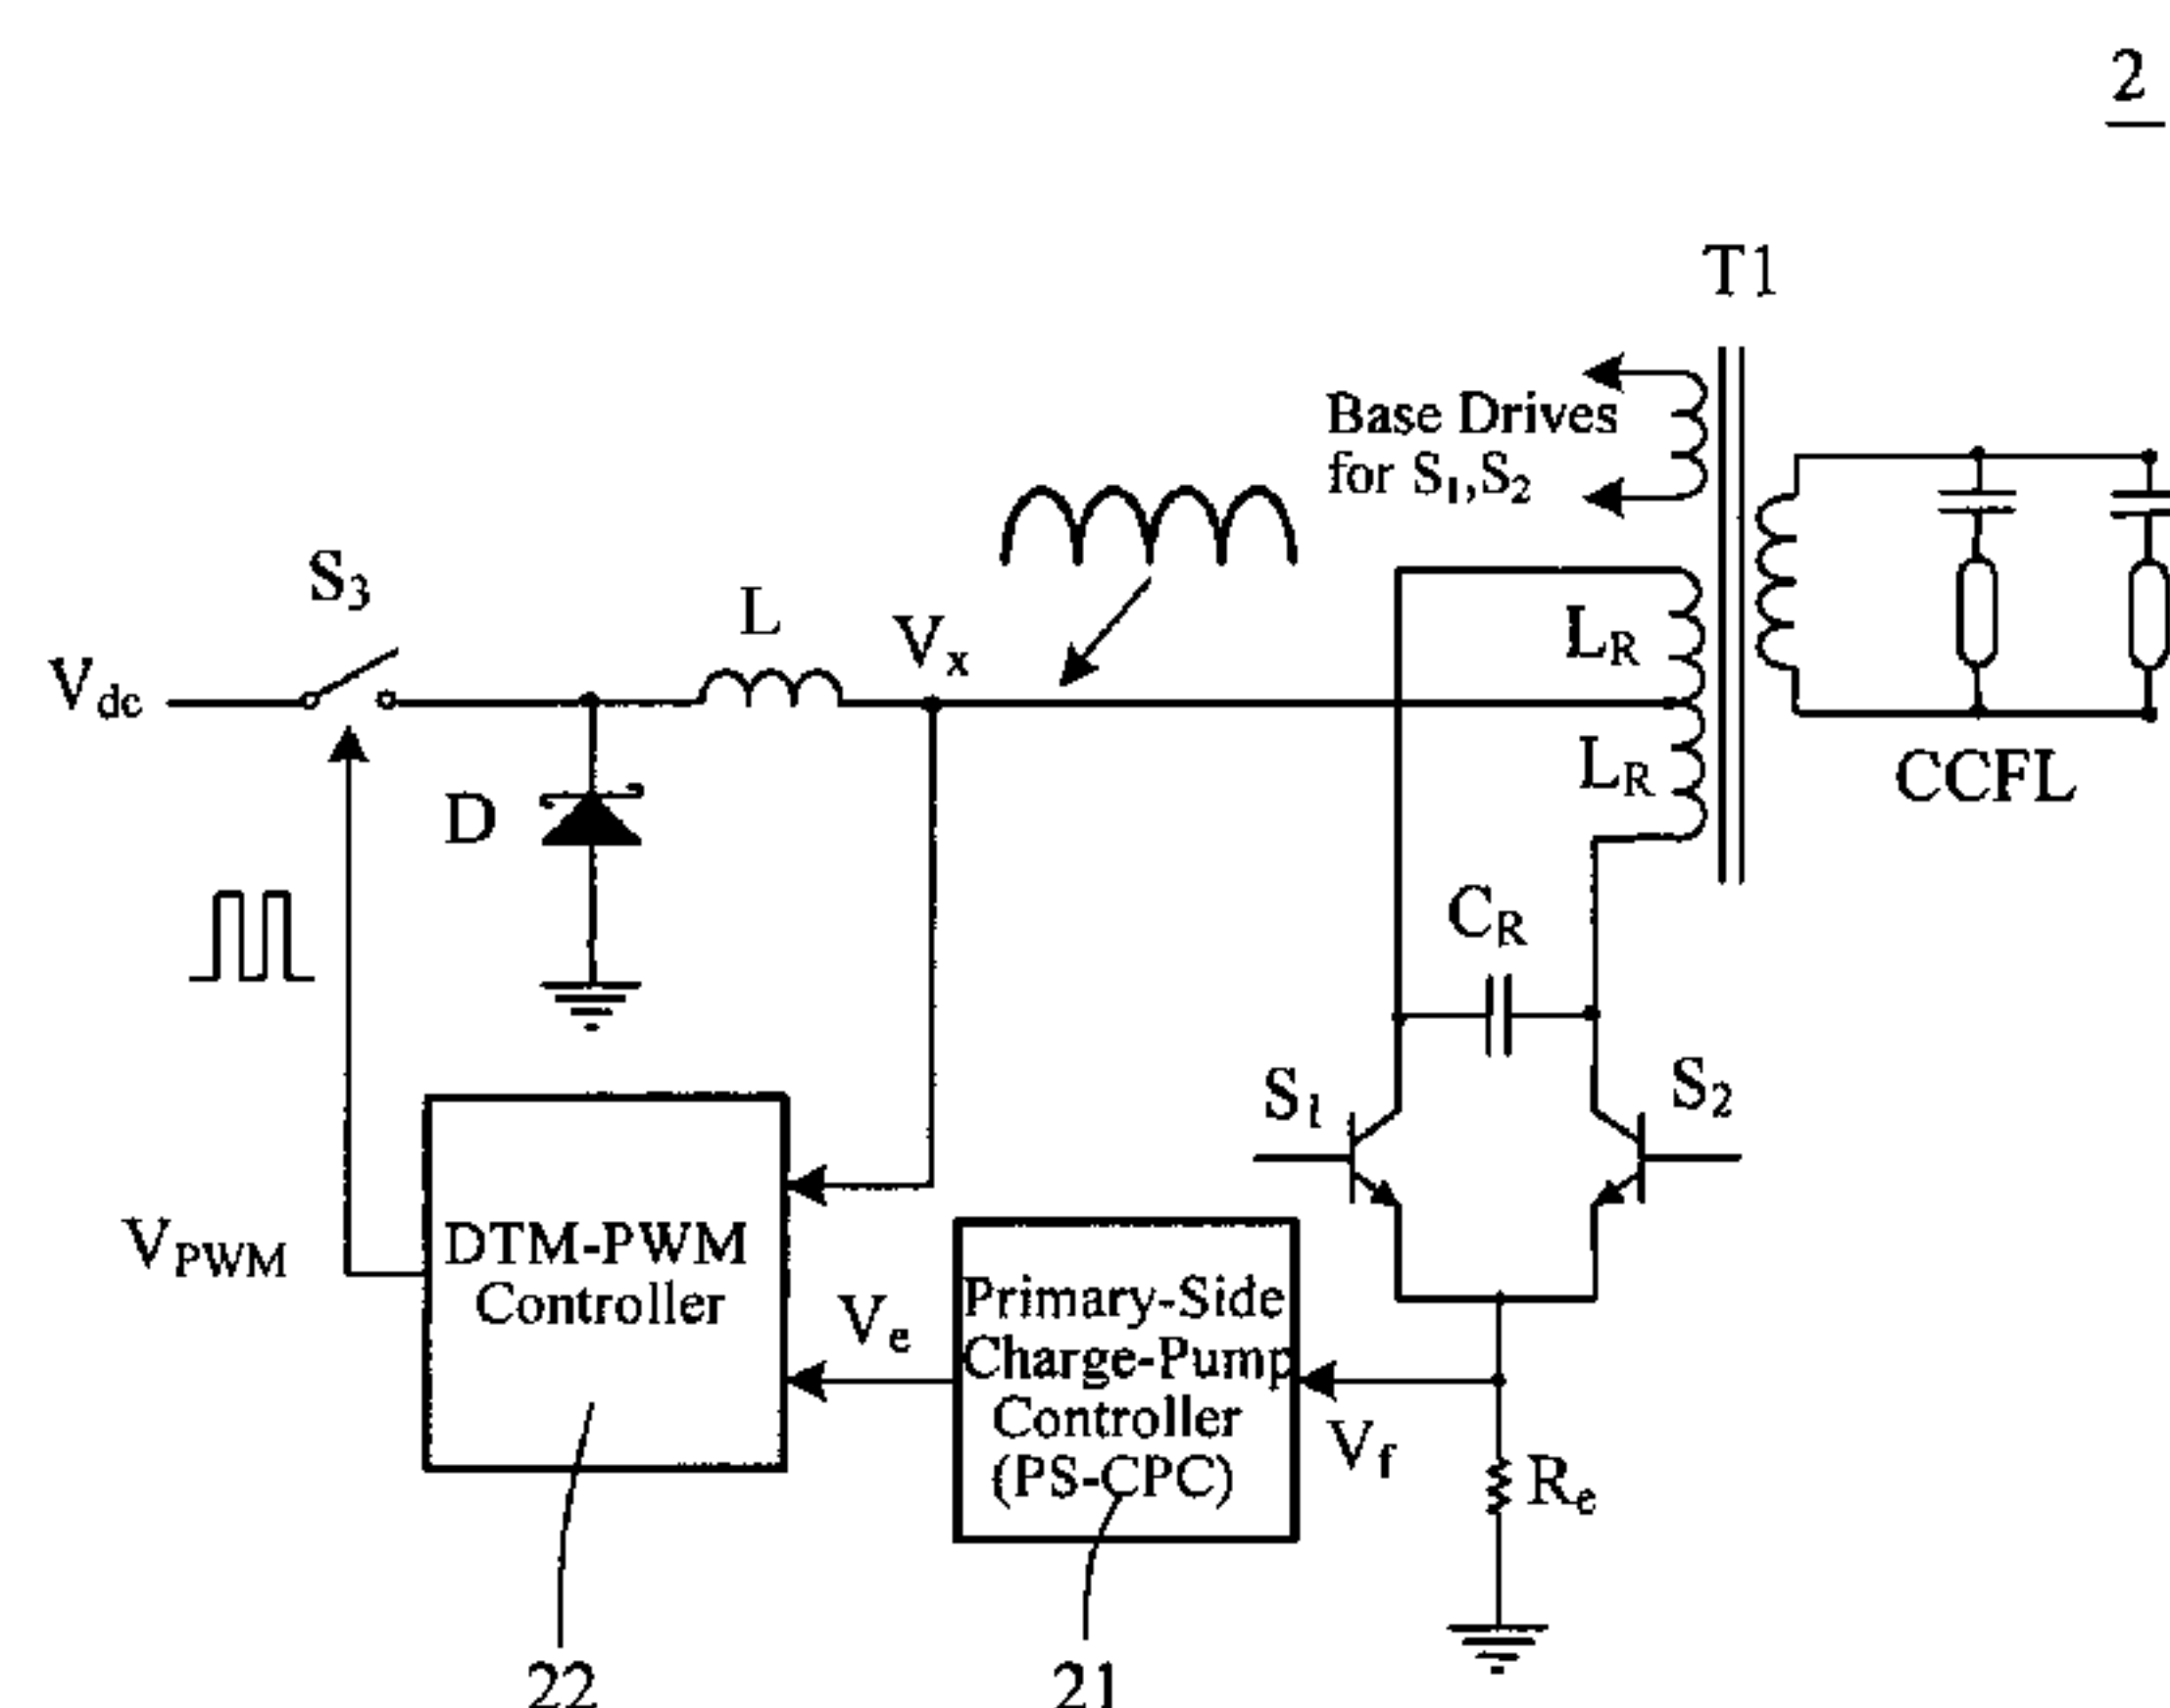 2
T1
Base Drives
for S1,S2
S3
L
Vx
LR
Vdc
LR
CCFL
D
CR
S1
S2
VPWM
DTM-PWM
Controller
Ve
Primary-Side
Charge-Pump
Controller
(PS-CPC)
Vf
Re
22
21